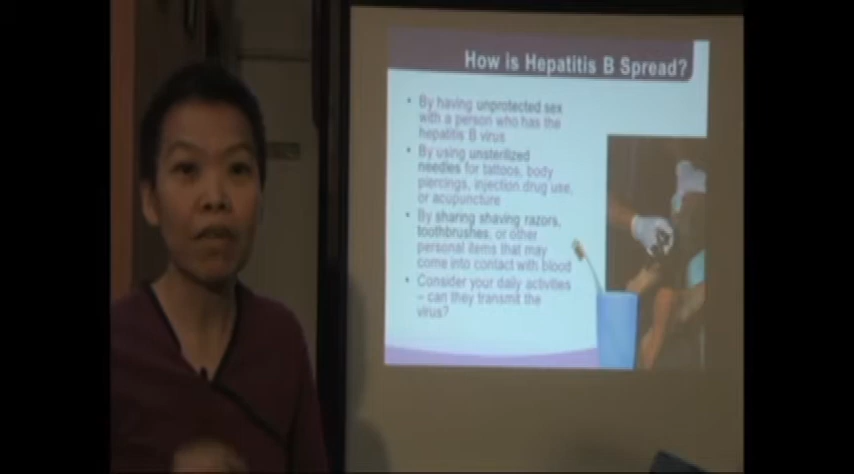 How is Hepatitis B Spread?
• By having unprotected sex
with a person who has the
hepatitis B virus
• By using unsterilized
needles for tattoos, body
piercings, injection drug use,
or acupuncture
• By sharing shaving razors,
toothbrushes, or other
personal items that may
come into contact with blood
• Consider your daily activities
– can they transmit the
virus?